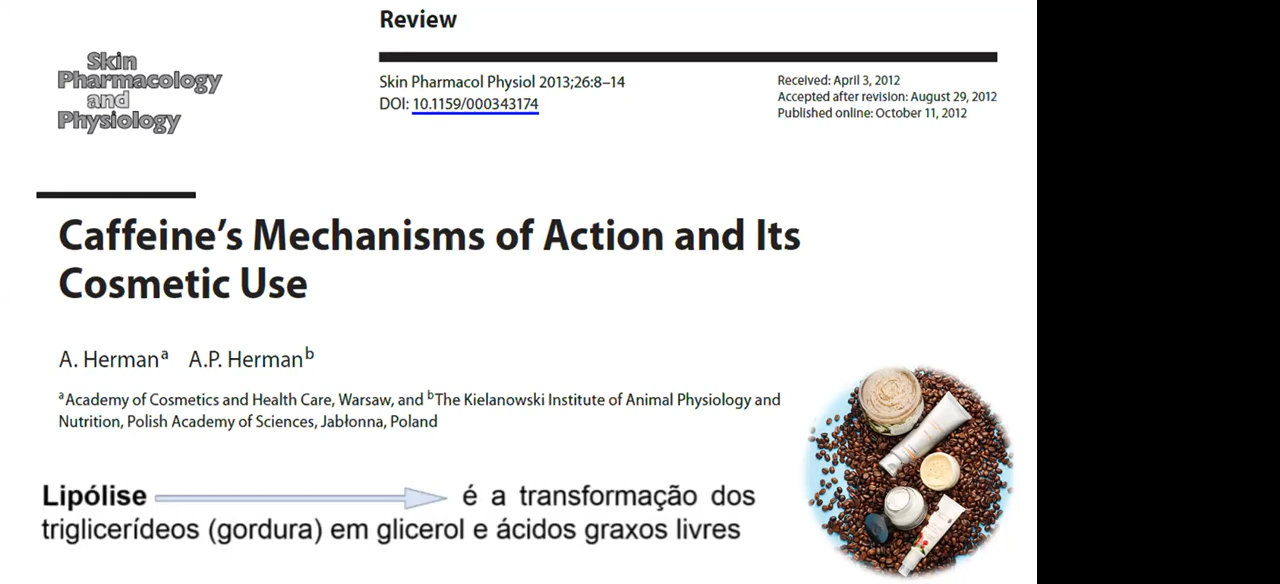 Review
Skin
Pharmacology
and
Physiology
Skin Pharmacol Physiol 2013;26:8–14
DOI: 10.1159/000343174
Received: April 3, 2012
Accepted after revision: August 29, 2012
Published online: October 11, 2012
Caffeine’s Mechanisms of Action and Its
Cosmetic Use
A. Herman a A.P. Herman b
a Academy of Cosmetics and Health Care, Warsaw, and b The Kielanowski Institute of Animal Physiology and
Nutrition, Polish Academy of Sciences, Jabłonna, Poland
Lipólise é a transformação dos
triglicerídeos (gordura) em glicerol e ácidos graxos livres